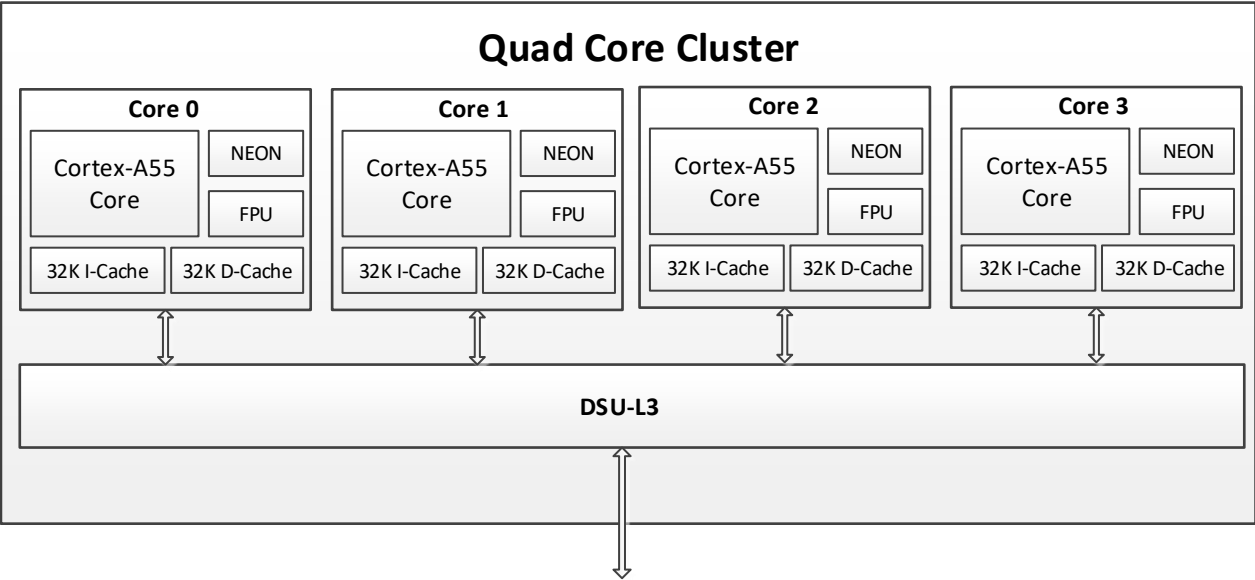 Quad Core Cluster
Core 0
Cortex-A55
Core
NEON
FPU
32K I-Cache
32K D-Cache
Core 1
Cortex-A55
Core
NEON
FPU
32K I-Cache
32K D-Cache
Core 2
Cortex-A55
Core
NEON
FPU
32K I-Cache
32K D-Cache
Core 3
Cortex-A55
Core
NEON
FPU
32K I-Cache
32K D-Cache
DSU-L3